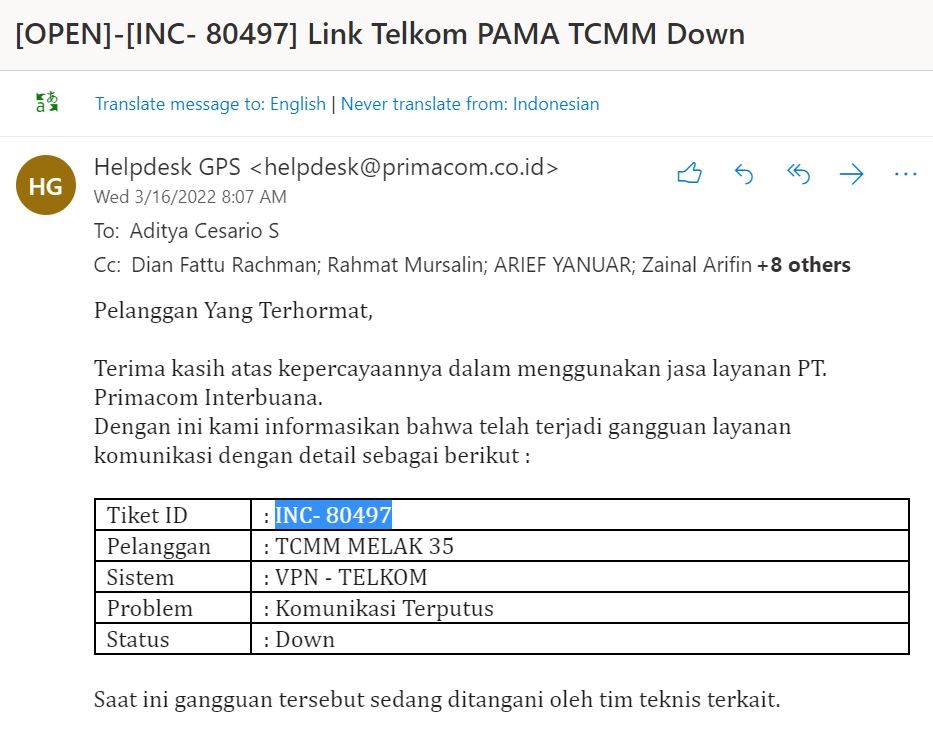 [OPEN]-[INC- 80497] Link Telkom PAMA TCMM Down
Translate message to: English | Never translate from: Indonesian
HG
Helpdesk GPS <helpdesk@primacom.co.id>
Wed 3/16/2022 8:07 AM
To: Aditya Cesario S
Cc: Dian Fattu Rachman; Rahmat Mursalin; ARIEF YANUAR; Zainal Arifin +8 others
Pelanggan Yang Terhormat,
Terima kasih atas kepercayaannya dalam menggunakan jasa layanan PT.
Primacom Interbuana.
Dengan ini kami informasikan bahwa telah terjadi gangguan layanan
komunikasi dengan detail sebagai berikut :
Tiket ID : INC- 80497
Pelanggan : TCMM MELAK 35
Sistem : VPN - TELKOM
Problem : Komunikasi Terputus
Status : Down
Saat ini gangguan tersebut sedang ditangani oleh tim teknis terkait.